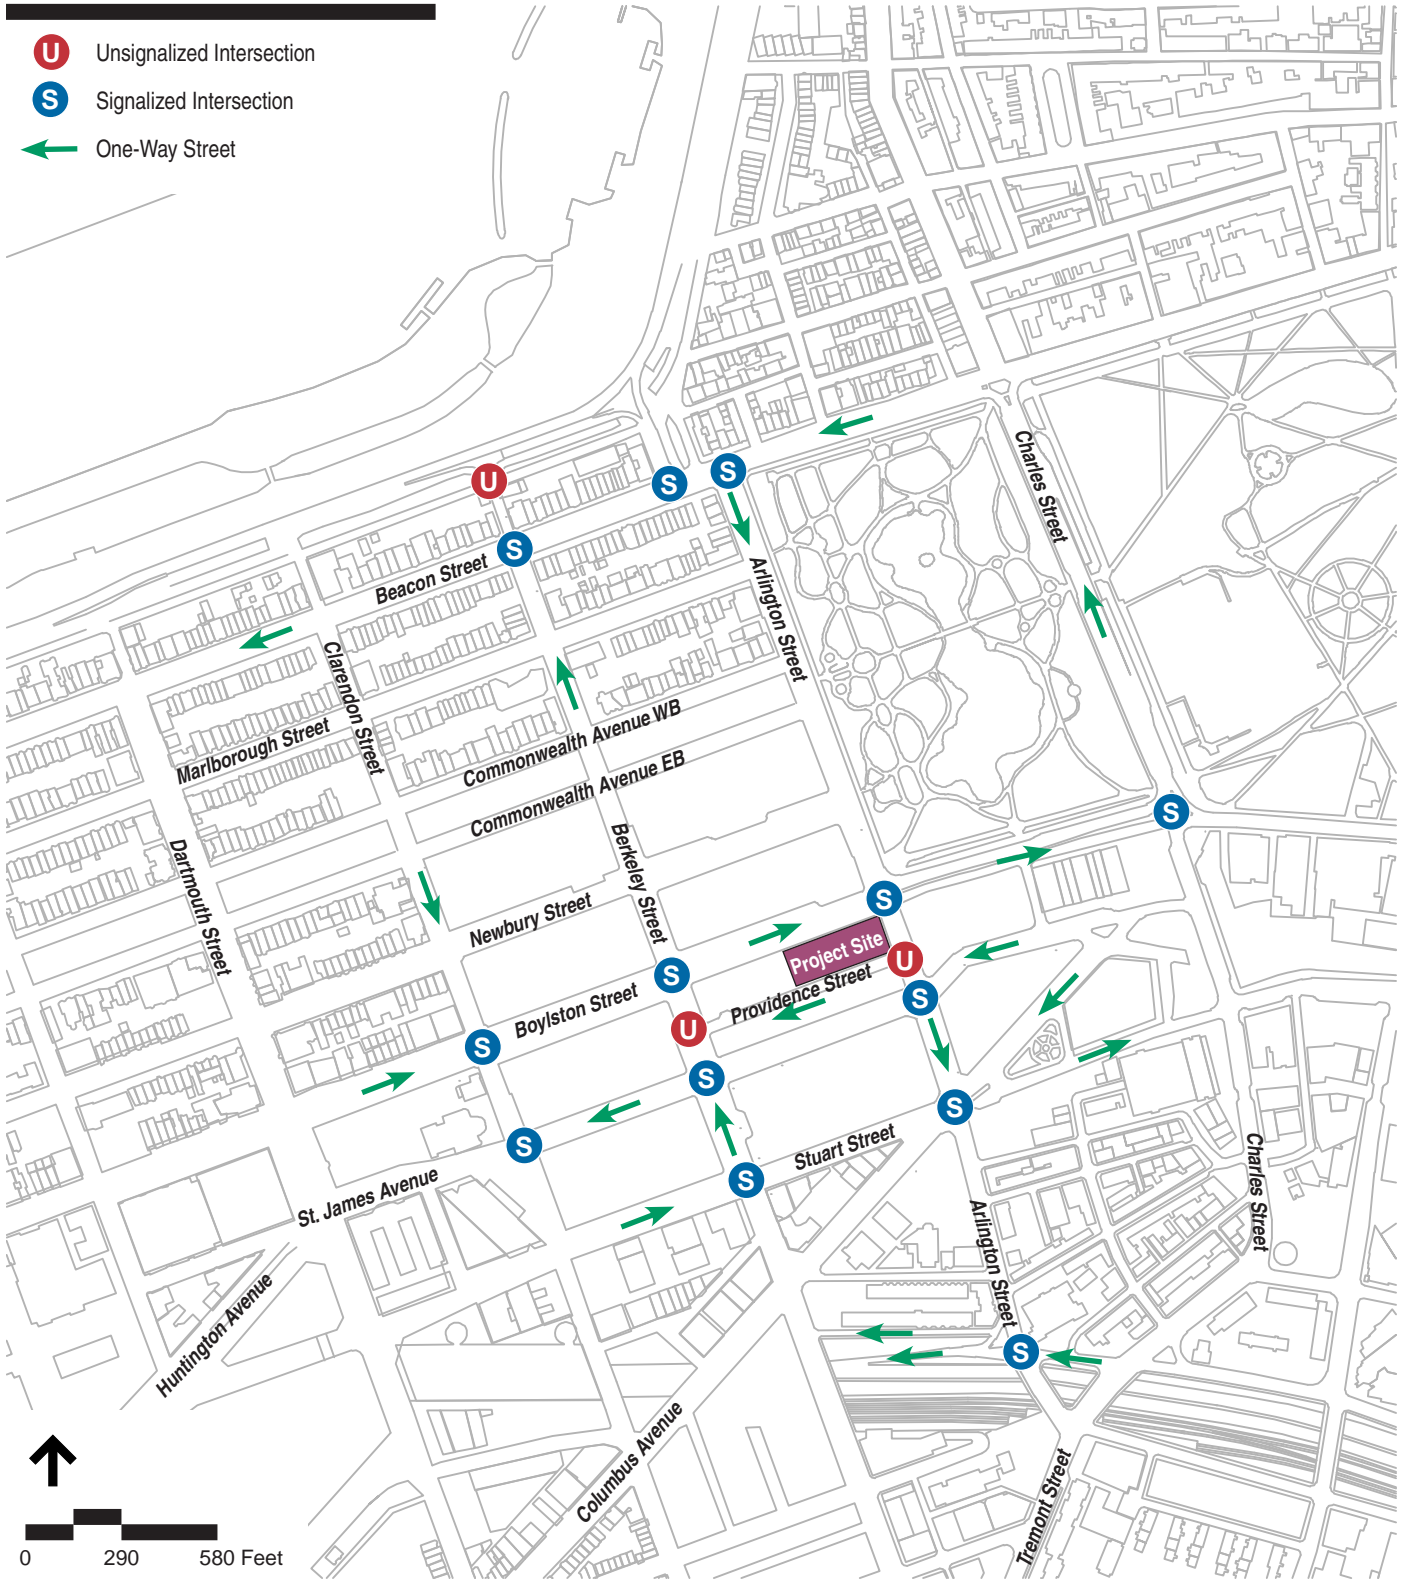 U Unsignalized Intersection
S Signalized Intersection
One-Way Street
Charles Street
S
S
U
S
Beacon Street
Arlington Street
Clarendon Street
Commonwealth Avenue WB
Marlborough Street
Commonwealth Avenue EB
S
Berkeley Street
Dartmouth Street
S
Newbury Street
Project Site
U
S
Providence Street
S
Boylston Street
U
S
S
S
S
Stuart Street
S
S
St. James Avenue
Charles Street
Arlington Street
Huntington Avenue
S
Columbus Avenue
Tremont Street
0 290 580 Feet